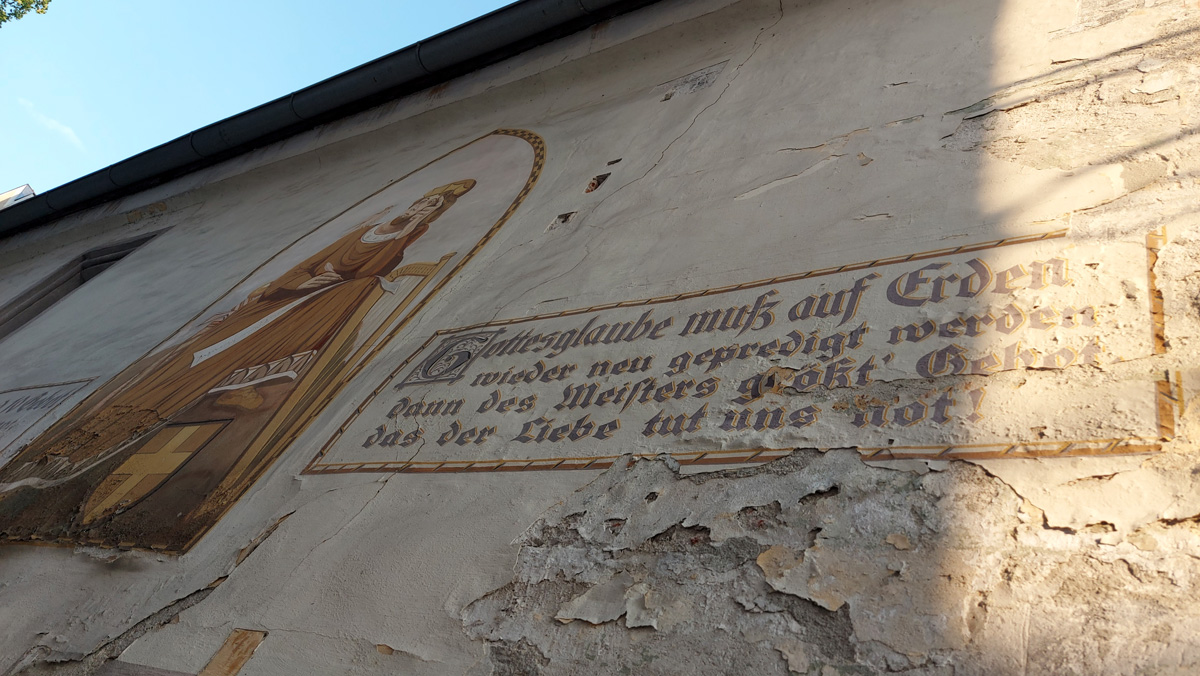 Gottesglaube muß auf Erden
wieder neu gepredigt werden
dann des Meisters größt' Gebot
das der Liebe tut uns not!